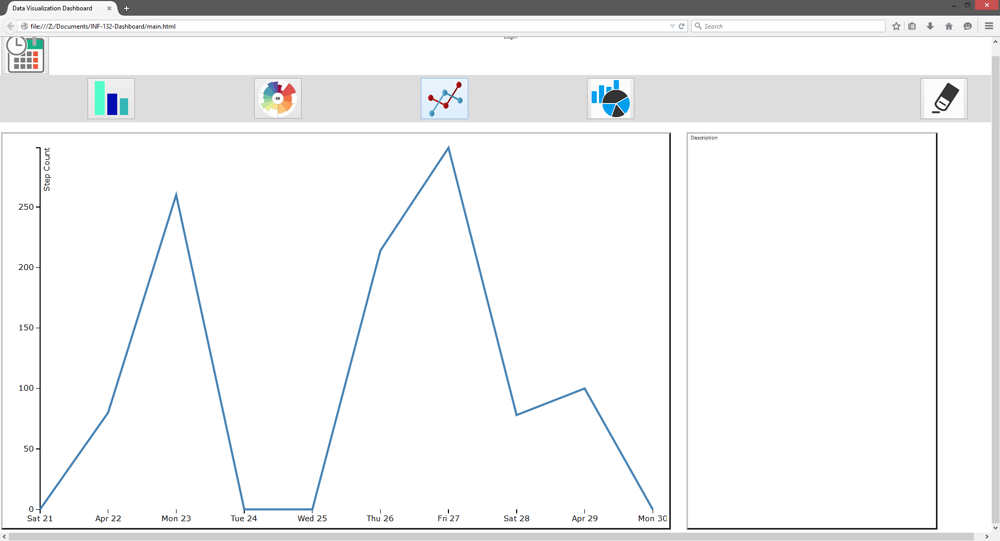 Data Visualization Dashboard
file:///Z:/Documents/INF-132-Dashboard/main.html
Search
Login
69
Description
Step Count
250
200
150
100
50
0
Sat 21 Apr 22 Mon 23 Tue 24 Wed 25 Thu 26 Fri 27 Sat 28 Apr 29 Mon 30